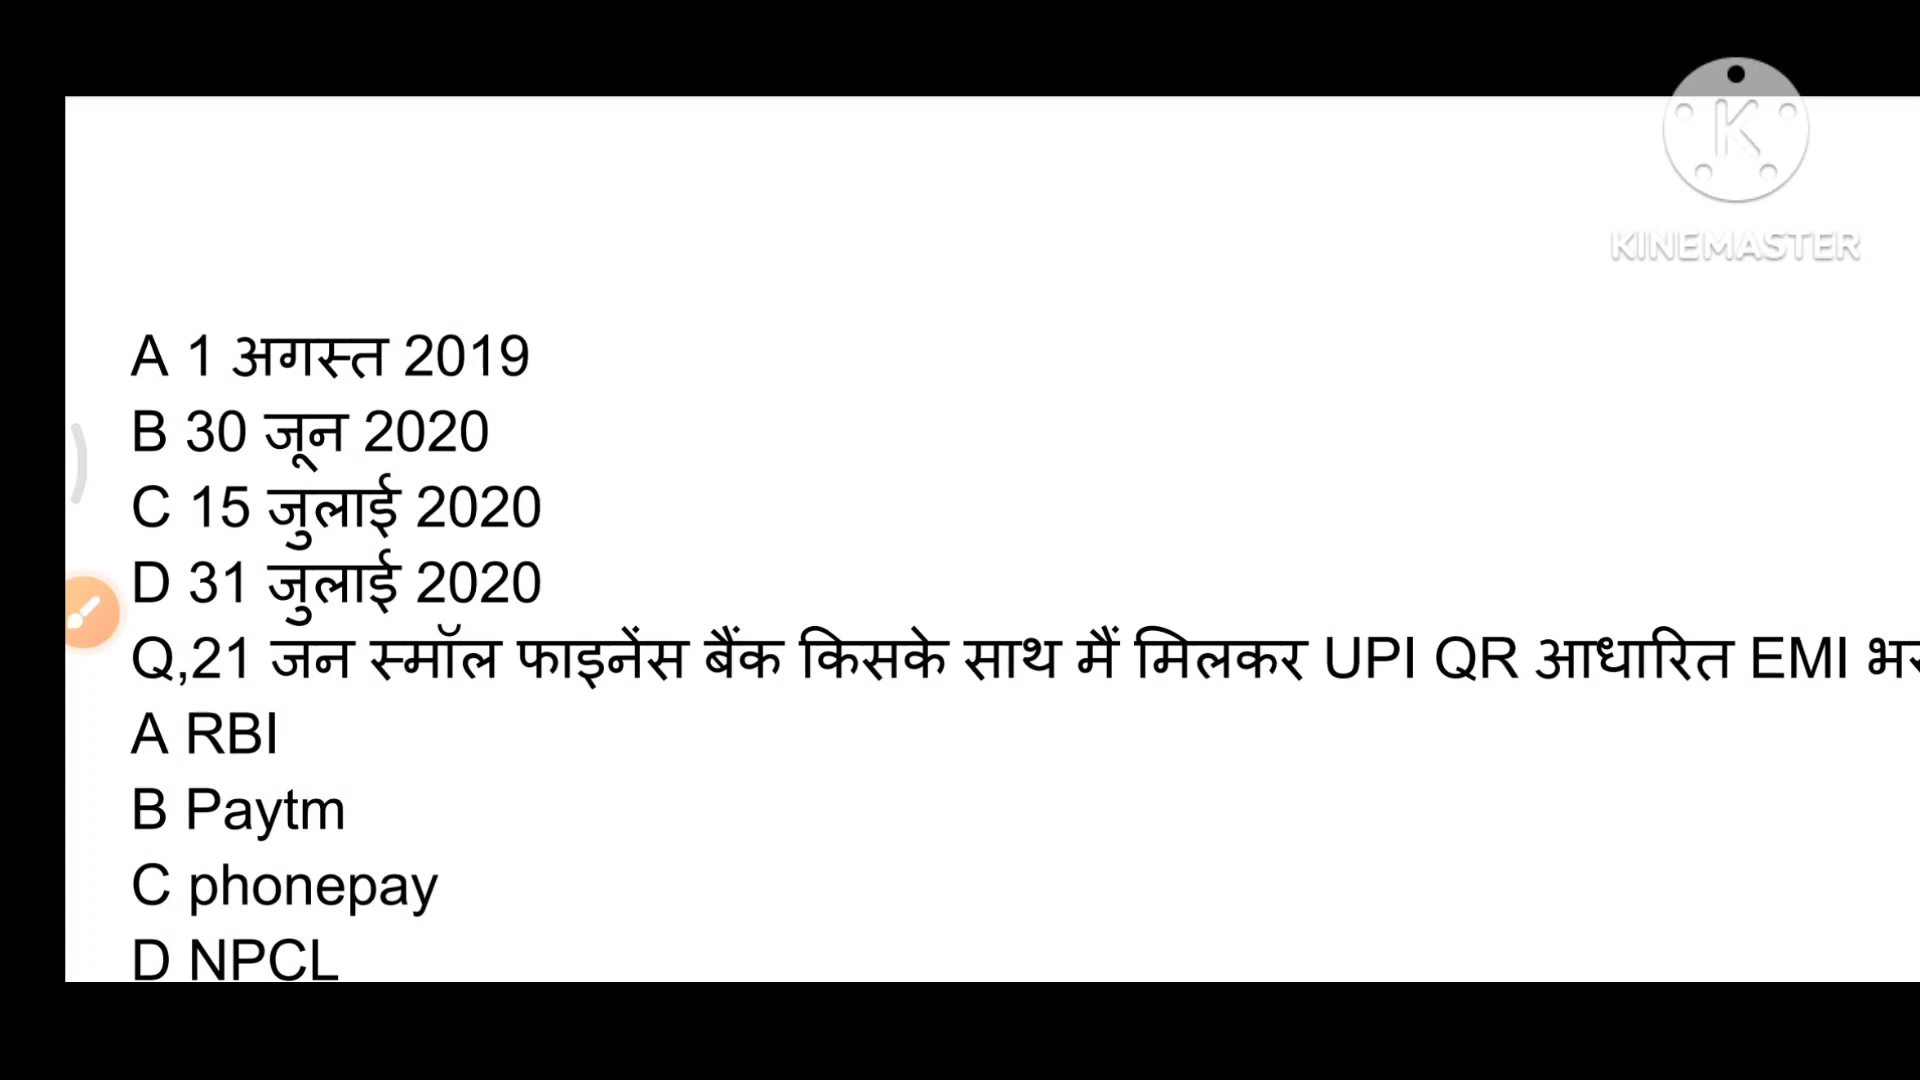 K
KINEMASTER
A 1 अगस्त 2019
B 30 जून 2020
C 15 जुलाई 2020
D 31 जुलाई 2020
Q,21 जन स्मॉल फाइनेंस बैंक किसके साथ मैं मिलकर UPI QR आधारित EMI
A RBI
B Paytm
C phonepay
D NPCL